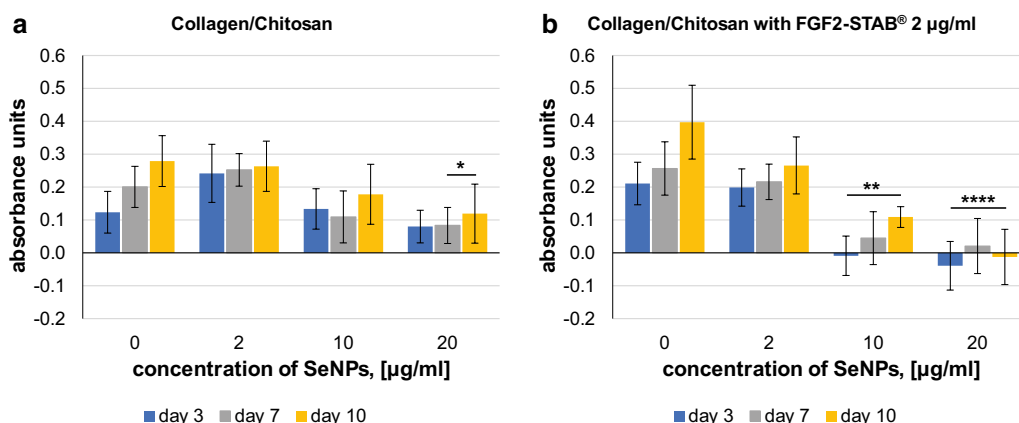 a
Collagen/Chitosan
absorbance units
0.6
0.5
0.4
0.3
0.2
0.1
0.0
-0.1
-0.2
*
0 2 10 20
concentration of SeNPs, [µg/ml]
day 3 day 7 day 10
b
Collagen/Chitosan with FGF2-STAB® 2 µg/ml
absorbance units
0.6
0.5
0.4
0.3
0.2
0.1
0.0
-0.1
-0.2
** ****
0 2 10 20
concentration of SeNPs, [µg/ml]
day 3 day 7 day 10